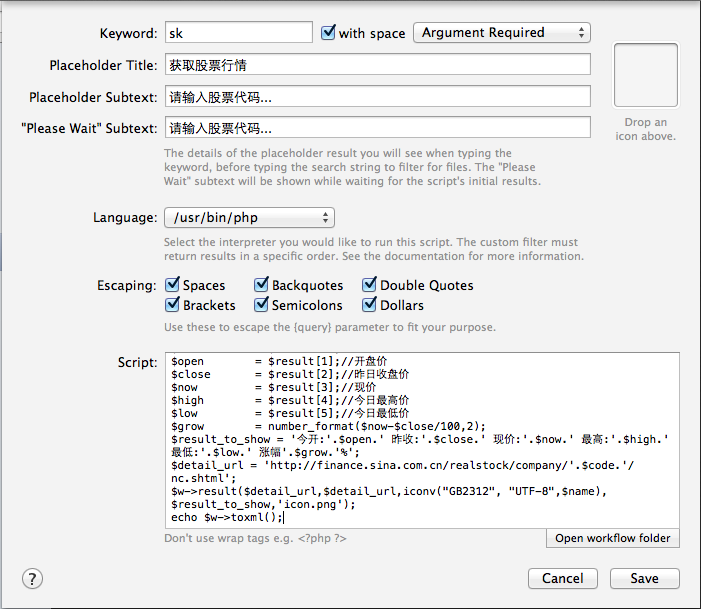 Keyword: sk with space Argument Required
Placeholder Title: 获取股票行情
Placeholder Subtext: 请输入股票代码...
"Please Wait" Subtext: 请输入股票代码...
Drop an
icon above.
The details of the placeholder result you will see when typing the
keyword, before typing the search string to filter for files. The "Please
Wait" subtext will be shown while waiting for the script's initial results.
Language: /usr/bin/php
Select the interpreter you would like to run this script. The custom filter must
return results in a specific order. See the documentation for more information.
Escaping: Spaces Backquotes Double Quotes
Brackets Semicolons Dollars
Use these to escape the {query} parameter to fit your purpose.
Script:
$open = $result[1];//开盘价
$close = $result[2];//昨日收盘价
$now = $result[3];//现价
$high = $result[4];//今日最高价
$low = $result[5];//今日最低价
$grow = number_format($now-$close/100,2);
$result_to_show = '今开:'.$open.' 昨收:'.$close.' 现价:'.$now.' 最高:'.$high.'
最低:'.$low.' 涨幅'.$grow.'%';
$detail_url = 'http://finance.sina.com.cn/realstock/company/'.$code.'/
nc.shtml';
$w->result($detail_url,$detail_url,iconv("GB2312", "UTF-8",$name),
$result_to_show,'icon.png');
echo $w->toxml();
Don't use wrap tags e.g. <?php ?>
Open workflow folder
? Cancel Save